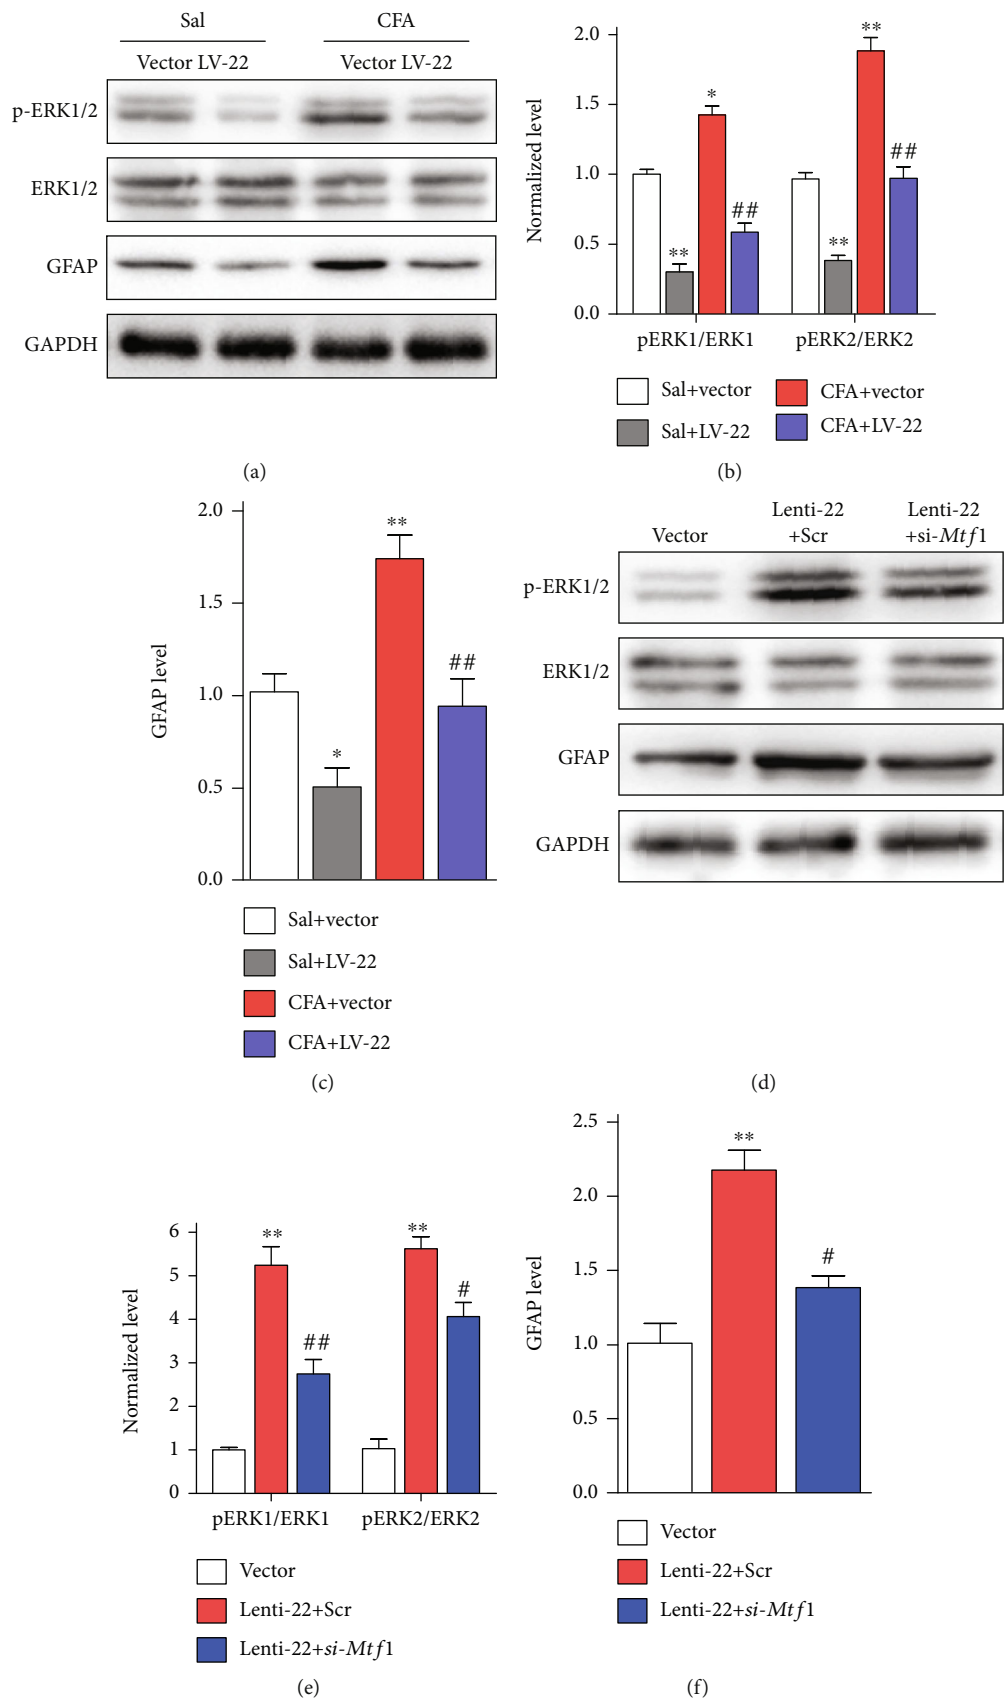 Sal CFA
Vector LV-22 Vector LV-22
p-ERK1/2
ERK1/2
GFAP
GAPDH
(a)
Normalized level
2.0
1.5
1.0
0.5
0.0
** ** * ## ** ** ##
pERK1/ERK1 pERK2/ERK2
Sal+vector CFA+vector
Sal+LV-22 CFA+LV-22
(b)
GFAP level
2.0
1.5
1.0
0.5
0.0
* ** ##
Sal+vector
Sal+LV-22
CFA+vector
CFA+LV-22
(c)
Vector Lenti-22 +Scr Lenti-22 +si-Mtf1
p-ERK1/2
ERK1/2
GFAP
GAPDH
(d)
Normalized level
6
5
4
3
2
1
0
** ## ** #
pERK1/ERK1 pERK2/ERK2
Vector
Lenti-22+Scr
Lenti-22+si-Mtf1
(e)
GFAP level
2.5
2.0
1.5
1.0
0.5
0.0
** #
Vector
Lenti-22+Scr
Lenti-22+si-Mtf1
(f)